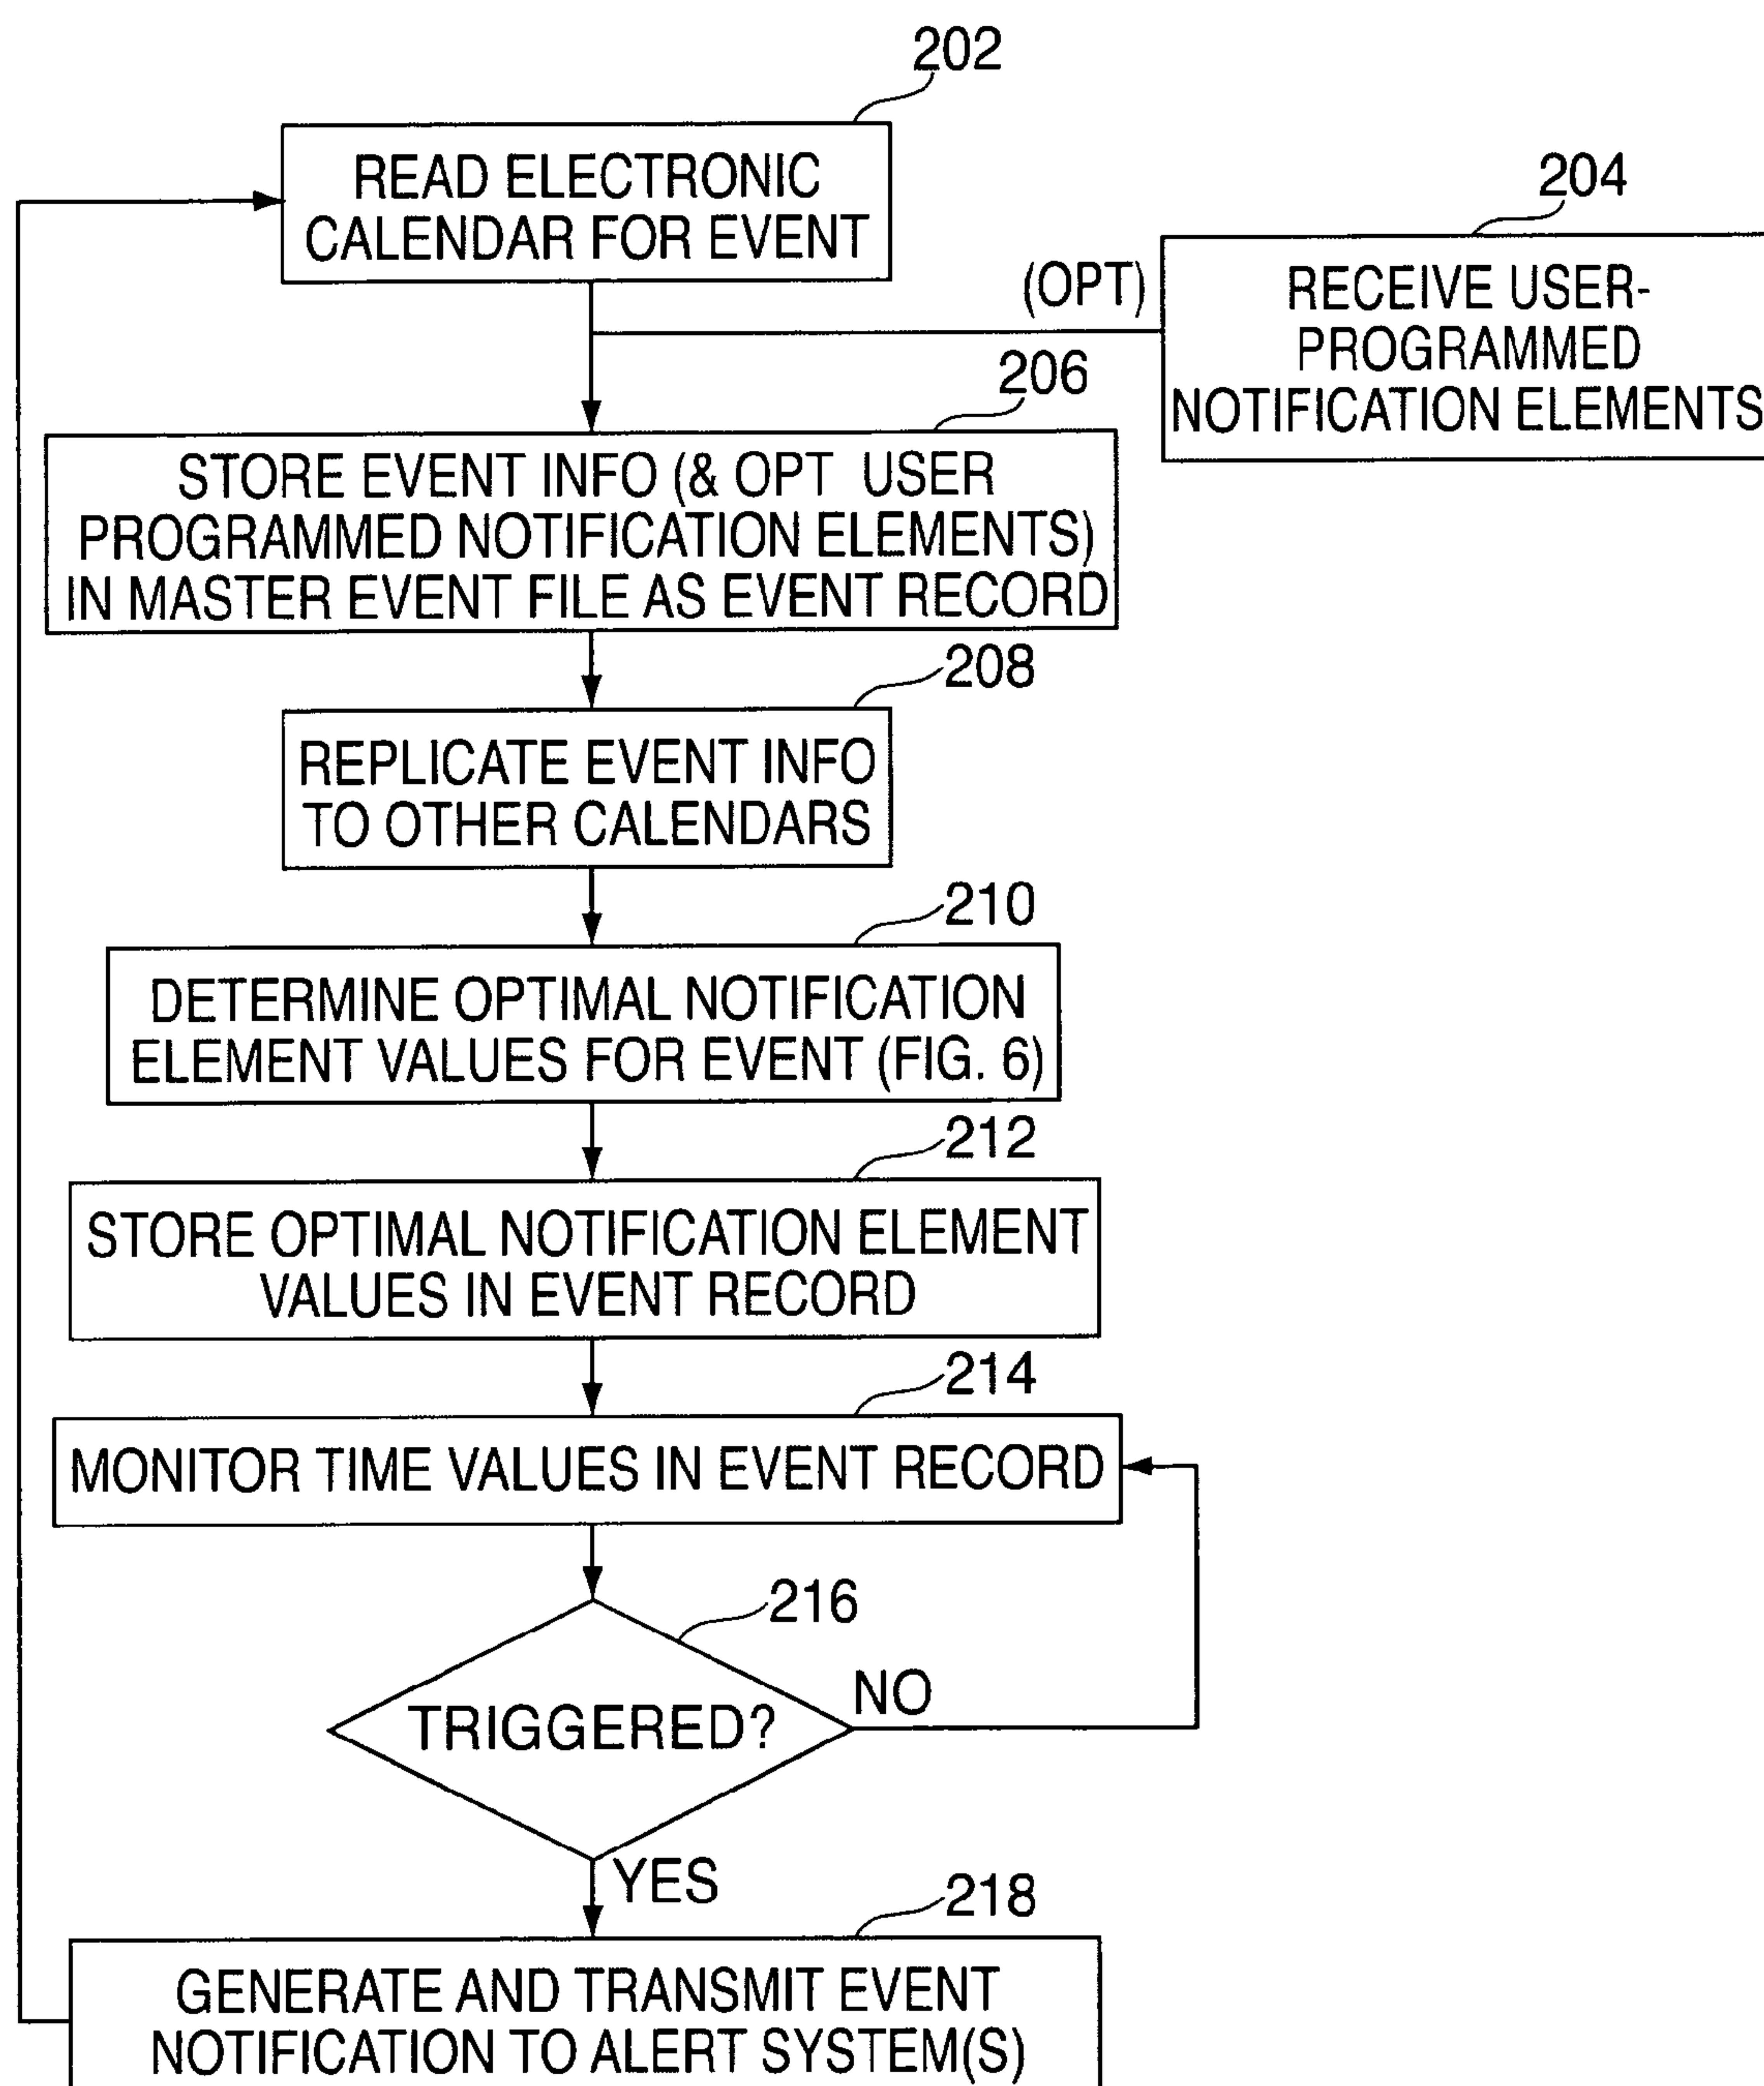 202
READ ELECTRONIC
CALENDAR FOR EVENT
204
(OPT)
RECEIVE USER-
PROGRAMMED
NOTIFICATION ELEMENTS
206
STORE EVENT INFO (& OPT USER
PROGRAMMED NOTIFICATION ELEMENTS)
IN MASTER EVENT FILE AS EVENT RECORD
208
REPLICATE EVENT INFO
TO OTHER CALENDARS
210
DETERMINE OPTIMAL NOTIFICATION
ELEMENT VALUES FOR EVENT (FIG. 6)
212
STORE OPTIMAL NOTIFICATION ELEMENT
VALUES IN EVENT RECORD
214
MONITOR TIME VALUES IN EVENT RECORD
216
TRIGGERED?
NO
YES
218
GENERATE AND TRANSMIT EVENT
NOTIFICATION TO ALERT SYSTEM(S)